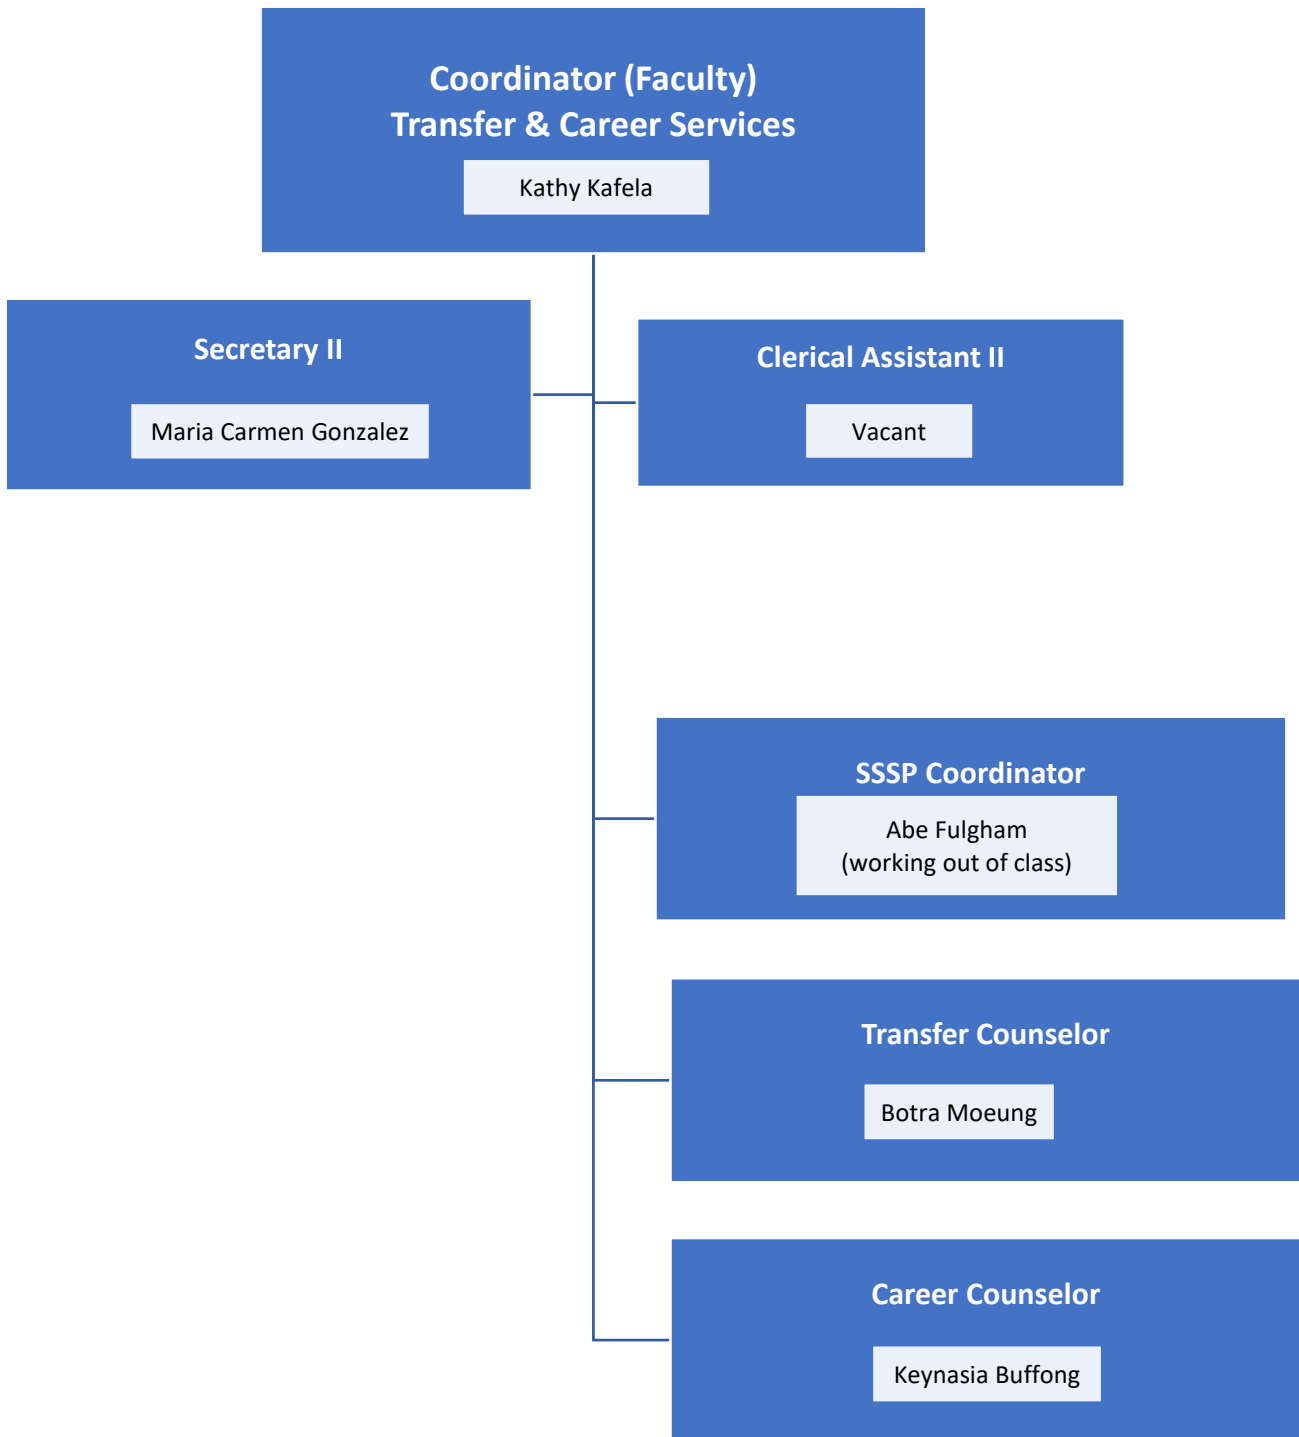 Coordinator (Faculty)
Transfer & Career Services
Kathy Kafela
Secretary II
Maria Carmen Gonzalez
Clerical Assistant II
Vacant
SSSP Coordinator
Abe Fulgham
(working out of class)
Transfer Counselor
Botra Moeung
Career Counselor
Keynasia Buffong